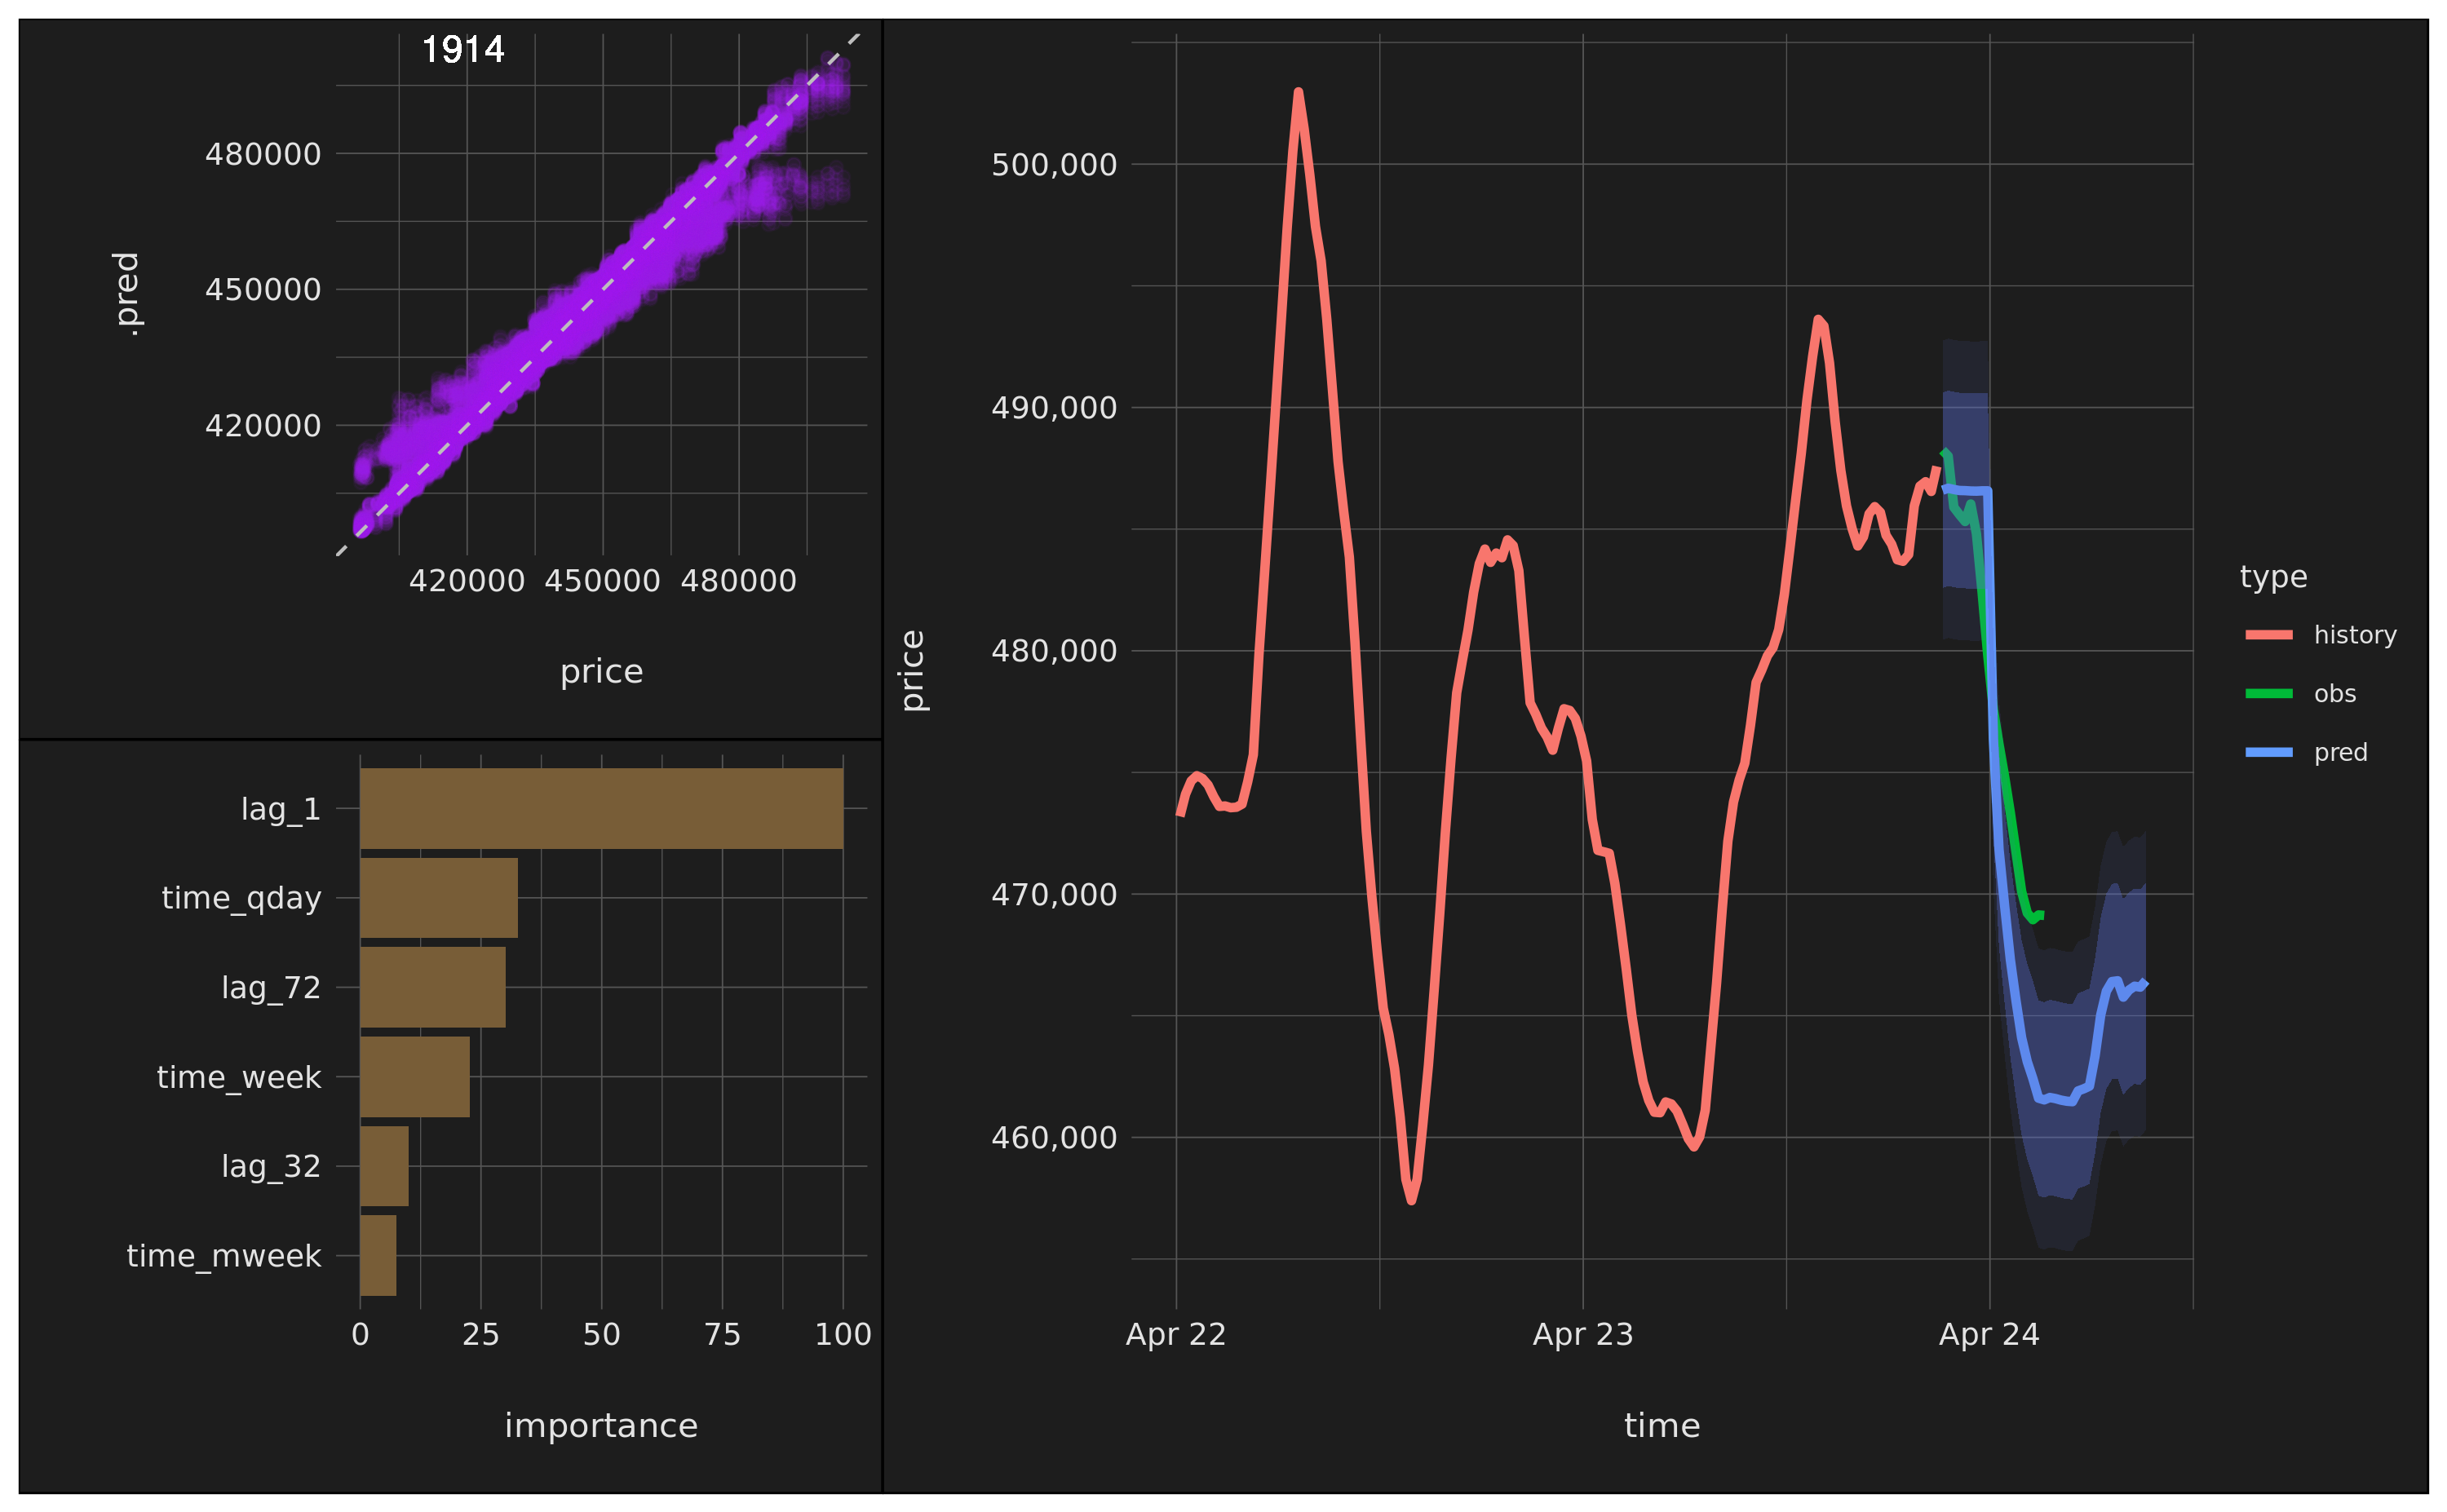 1914
.pred
480000
450000
420000
420000 450000 480000
price
lag_1
time_qday
lag_72
time_week
lag_32
time_mweek
0 25 50 75 100
importance
price
500,000
490,000
480,000
470,000
460,000
Apr 22 Apr 23 Apr 24
time
type
history
obs
pred